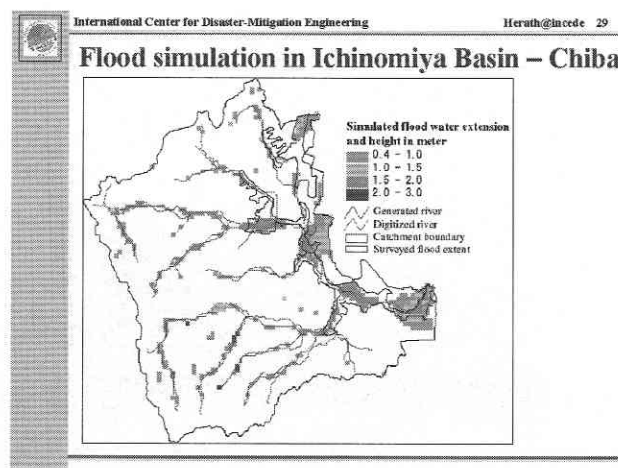 International Center for Disaster-Mitigation Engineering
Herath@incede 29
Flood simulation in Ichinomiya Basin – Chiba
Simulated flood water extension
and height in meter
0.4 - 1.0
1.0 - 1.5
1.5 - 2.0
2.0 - 3.0
Generated river
Digitized river
Catchment boundary
Surveyed flood extent